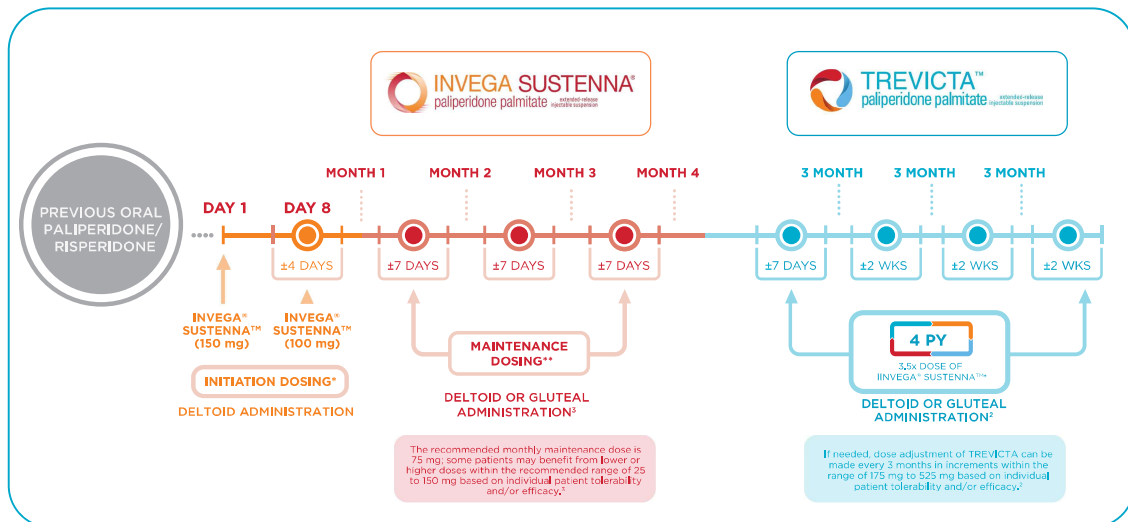 INVEGA SUSTENNA®
paliperidone palmitate extended-release
injectable suspension
TREVICTA™
paliperidone palmitate extended-release
injectable suspension
PREVIOUS ORAL
PALIPERIDONE/
RISPERIDONE
DAY 1
DAY 8
MONTH 1
MONTH 2
MONTH 3
MONTH 4
3 MONTH
3 MONTH
3 MONTH
±4 DAYS
±7 DAYS
±7 DAYS
±7 DAYS
±7 DAYS
±2 WKS
±2 WKS
±2 WKS
INVEGA®
SUSTENNA™
(150 mg)
INVEGA®
SUSTENNA™
(100 mg)
INITIATION DOSING*
DELTOID ADMINISTRATION
MAINTENANCE
DOSING**
DELTOID OR GLUTEAL
ADMINISTRATION³
The recommended monthly maintenance dose is
75 mg; some patients may benefit from lower or
higher doses within the recommended range of 25
to 150 mg based on individual patient tolerability
and/or efficacy.³
4 PY
3.5x DOSE OF
IINVEGA® SUSTENNA™*
DELTOID OR GLUTEAL
ADMINISTRATION²
If needed, dose adjustment of TREVICTA can be
made every 3 months in increments within the
range of 175 mg to 525 mg based on individual
patient tolerability and/or efficacy.²